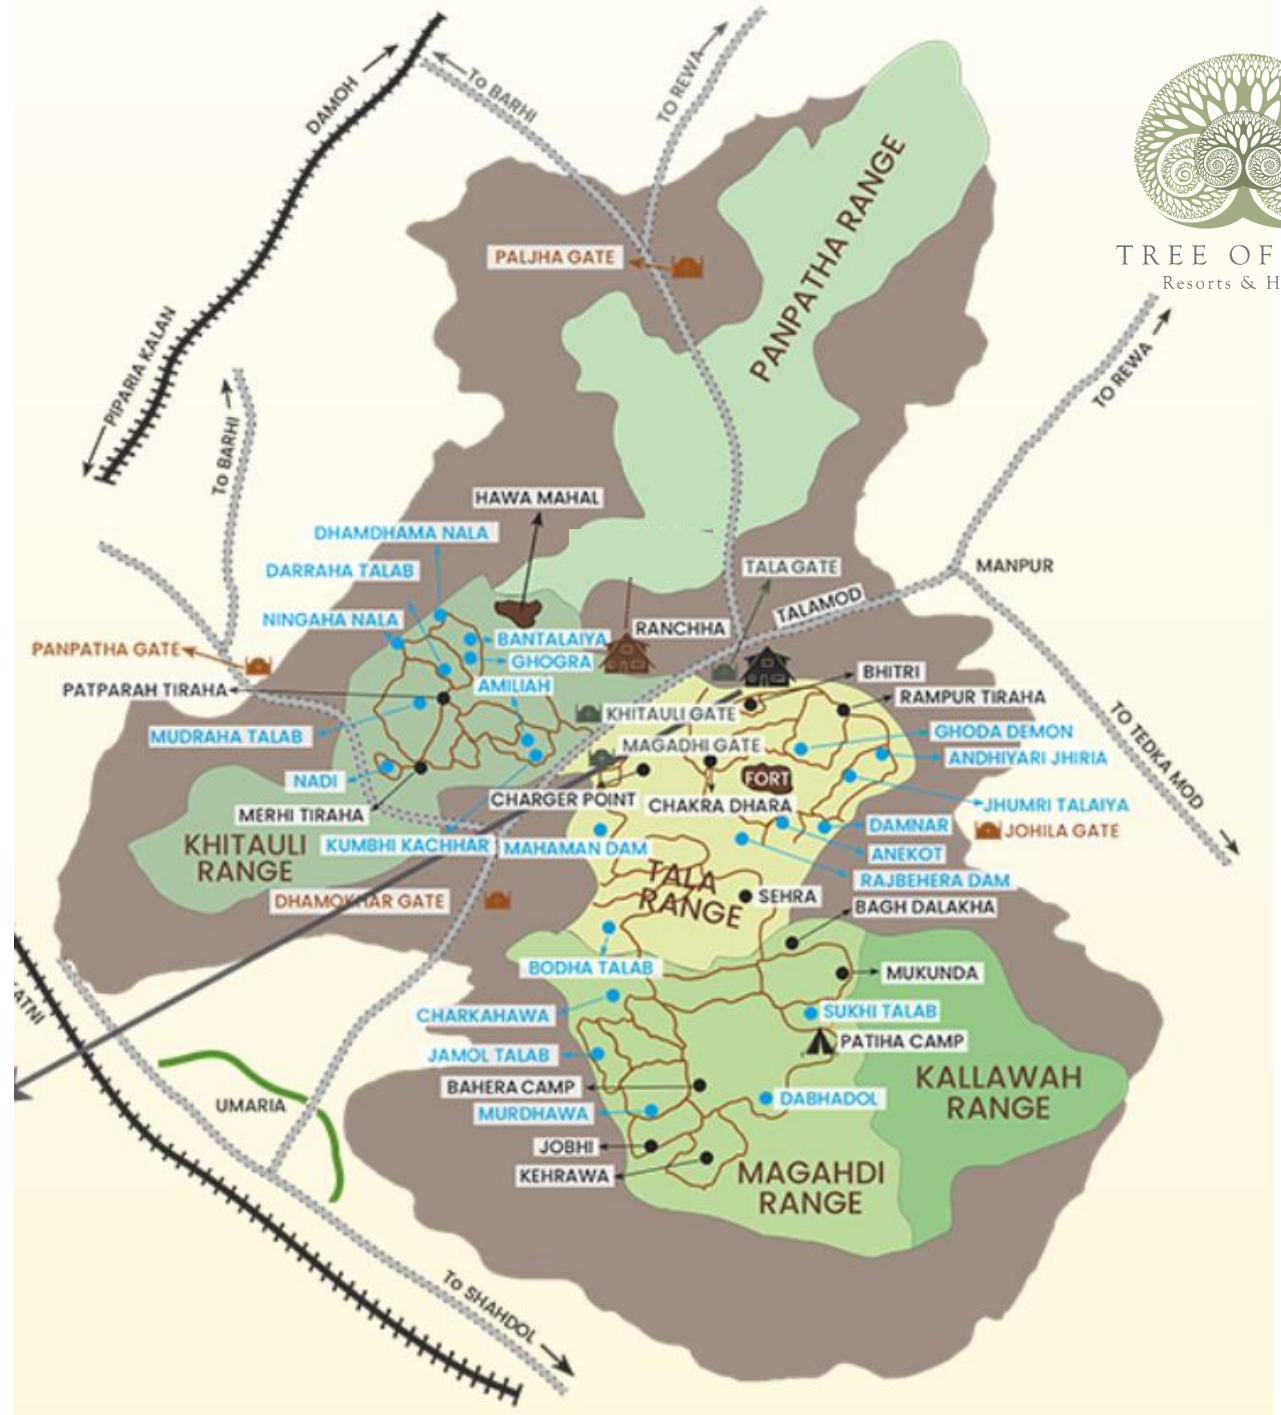 DAMOH
To BARHI
TO REWA
TREE OF
Resorts & H
PALJHA GATE
PANPATHA RANGE
PIPARIA KALAN
To BARHI
TO REWA
HAWA MAHAL
DHAMDHAMA NALA
DARRAHA TALAB
TALA GATE
MANPUR
TALAMOD
NINGAHA NALA
BANTALAIYA
RANCHHA
PANPATHA GATE
GHOGRA
PATPARAH TIRAHA
AMILIAH
BHITRI
RAMPUR TIRAHA
KHITAULI GATE
MUDRAHA TALAB
GHODA DEMON
MAGADHI GATE
ANDHIYARI JHIRIA
TO TEDKA MOD
NADI
FORT
CHARGER POINT
CHAKRA DHARA
JHUMRI TALAIYA
MERHI TIRAHA
DAMNAR
JOHILA GATE
KHITAULI
RANGE
KUMBHI KACHHAR
MAHAMAN DAM
ANEKOT
TALA
RANGE
RAJBEHERA DAM
DHAMOKHAR GATE
SEHRA
BAGH DALAKHA
BODHA TALAB
MUKUNDA
KATNI
CHARKAHAWA
SUKHI TALAB
PATIHA CAMP
JAMOL TALAB
BAHERA CAMP
KALLAWAH
RANGE
UMARIA
MURDHAWA
DABHADOL
JOBHI
KEHRAWA
MAGAHDI
RANGE
To SHAHDOL